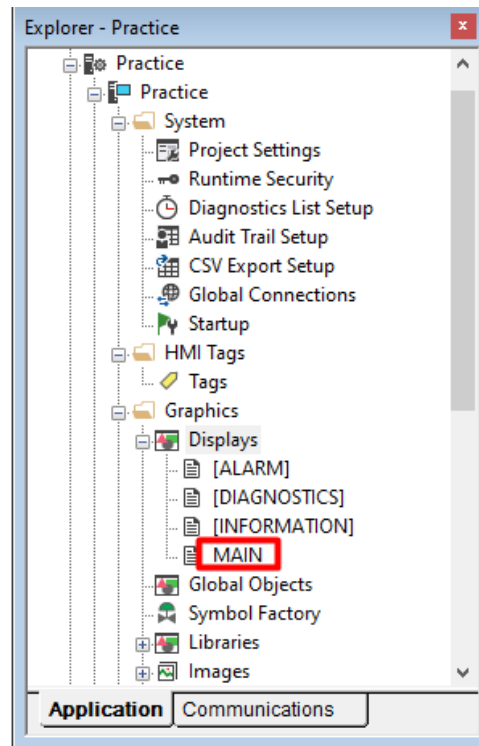 Explorer - Practice
Practice
Practice
System
Project Settings
Runtime Security
Diagnostics List Setup
Audit Trail Setup
CSV Export Setup
Global Connections
Startup
HMI Tags
Tags
Graphics
Displays
[ALARM]
[DIAGNOSTICS]
[INFORMATION]
MAIN
Global Objects
Symbol Factory
Libraries
Images
Application Communications